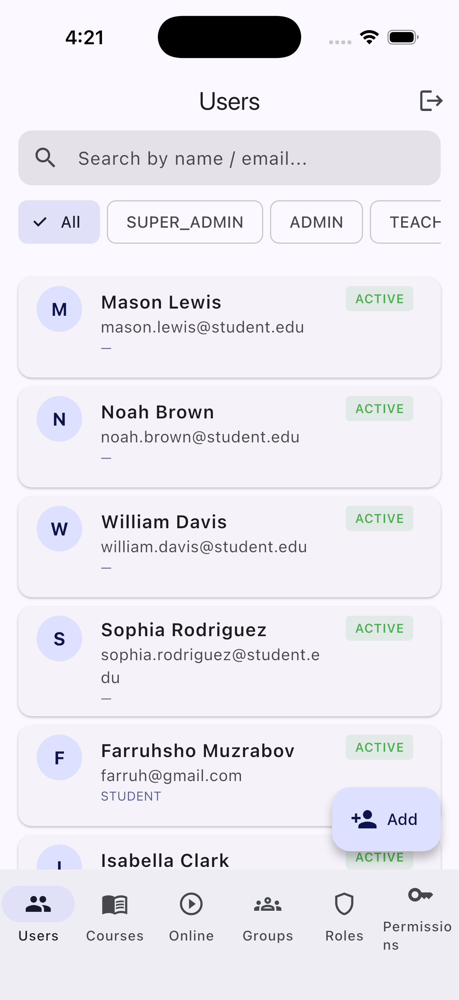 4:21
Users
Search by name / email...
All
SUPER_ADMIN
ADMIN
TEACH
M
Mason Lewis
ACTIVE
mason.lewis@student.edu
—
N
Noah Brown
ACTIVE
noah.brown@student.edu
—
W
William Davis
ACTIVE
william.davis@student.edu
—
S
Sophia Rodriguez
ACTIVE
sophia.rodriguez@student.e
du
—
F
Farruhsho Muzrabov
ACTIVE
farruh@gmail.com
STUDENT
Add
I
Isabella Clark
ACTIVE
Users
Courses
Online
Groups
Roles
Permissio
ns